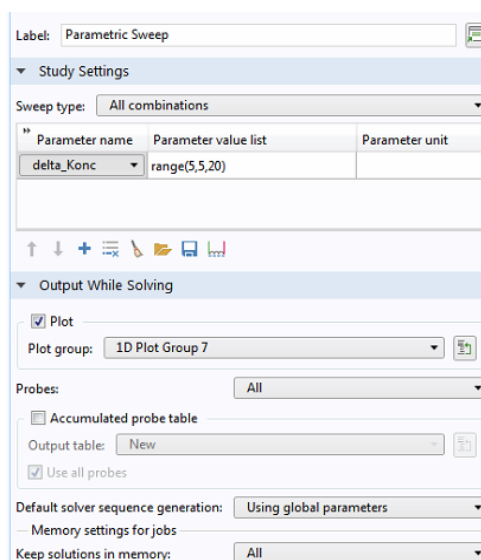 Label: Parametric Sweep
Study Settings
Sweep type: All combinations
Parameter name Parameter value list Parameter unit
delta_Konc range(5,5,20)
Output While Solving
Plot
Plot group: 1D Plot Group 7
Probes: All
Accumulated probe table
Output table: New
Use all probes
Default solver sequence generation: Using global parameters
Memory settings for jobs
Keep solutions in memory: All